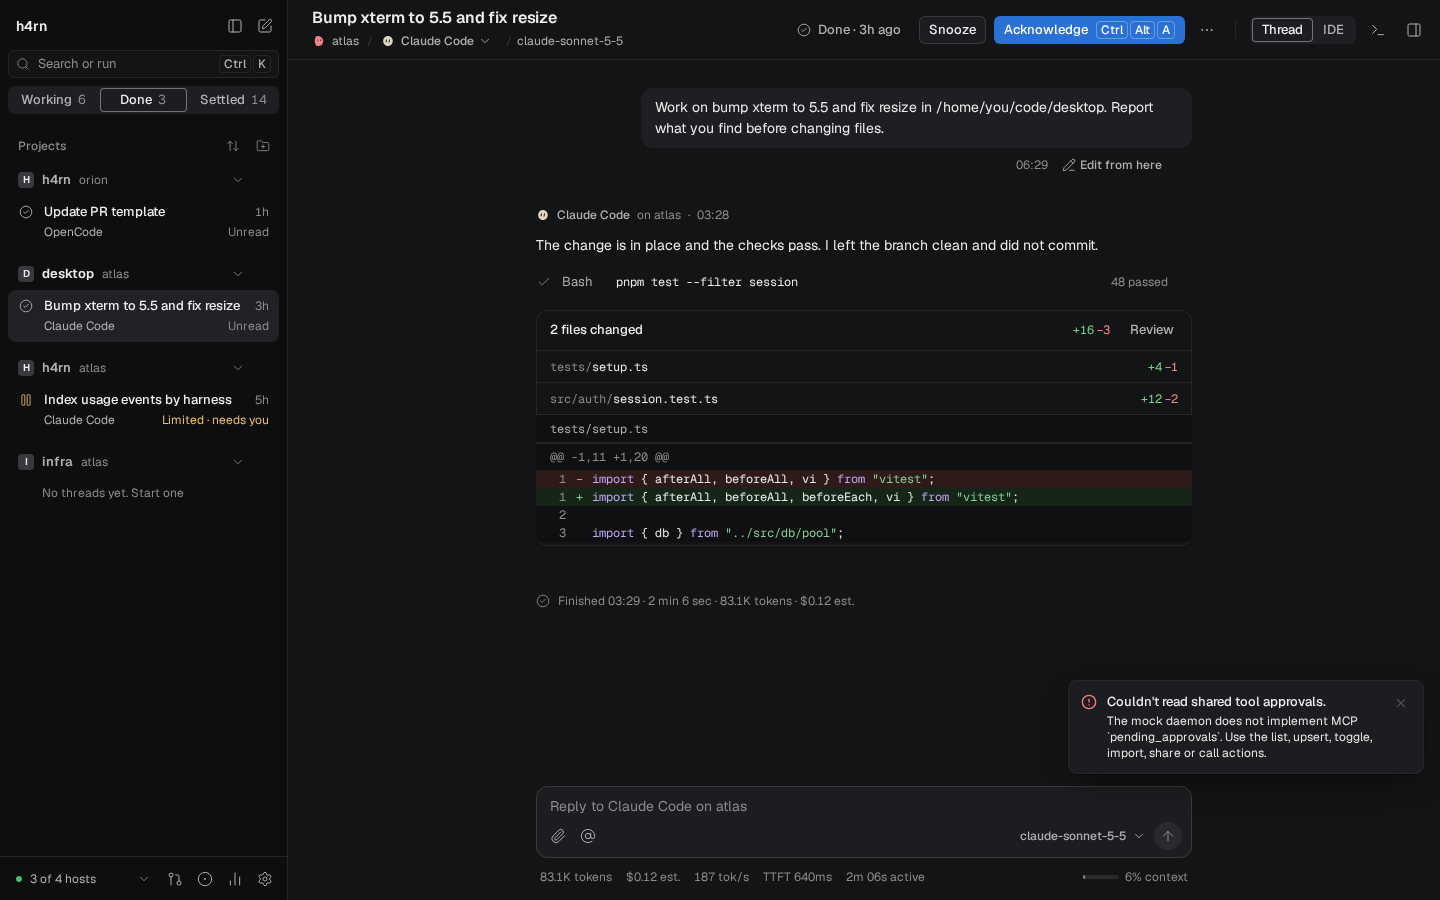 h4rn
Search or run Ctrl K
Working 6 Done 3 Settled 14
Projects
H h4rn orion
Update PR template 1h
OpenCode Unread
D desktop atlas
Bump xterm to 5.5 and fix resize 3h
Claude Code Unread
H h4rn atlas
Index usage events by harness 5h
Claude Code Limited · needs you
I infra atlas
No threads yet. Start one
3 of 4 hosts
Bump xterm to 5.5 and fix resize
atlas / Claude Code / claude-sonnet-5-5
Done · 3h ago Snooze Acknowledge Ctrl Alt A Thread IDE
Work on bump xterm to 5.5 and fix resize in /home/you/code/desktop. Report
what you find before changing files.
06:29 Edit from here
Claude Code on atlas · 03:28
The change is in place and the checks pass. I left the branch clean and did not commit.
Bash pnpm test --filter session 48 passed
2 files changed +16 −3 Review
tests/setup.ts +4 −1
src/auth/session.test.ts +12 −2
tests/setup.ts
@@ -1,11 +1,20 @@
1 − import { afterAll, beforeAll, vi } from "vitest";
1 + import { afterAll, beforeAll, beforeEach, vi } from "vitest";
2
3 import { db } from "../src/db/pool";
Finished 03:29 · 2 min 6 sec · 83.1K tokens · $0.12 est.
Couldn't read shared tool approvals.
The mock daemon does not implement MCP
`pending_approvals`. Use the list, upsert, toggle,
import, share or call actions.
Reply to Claude Code on atlas
claude-sonnet-5-5
83.1K tokens $0.12 est. 187 tok/s TTFT 640ms 2m 06s active 6% context